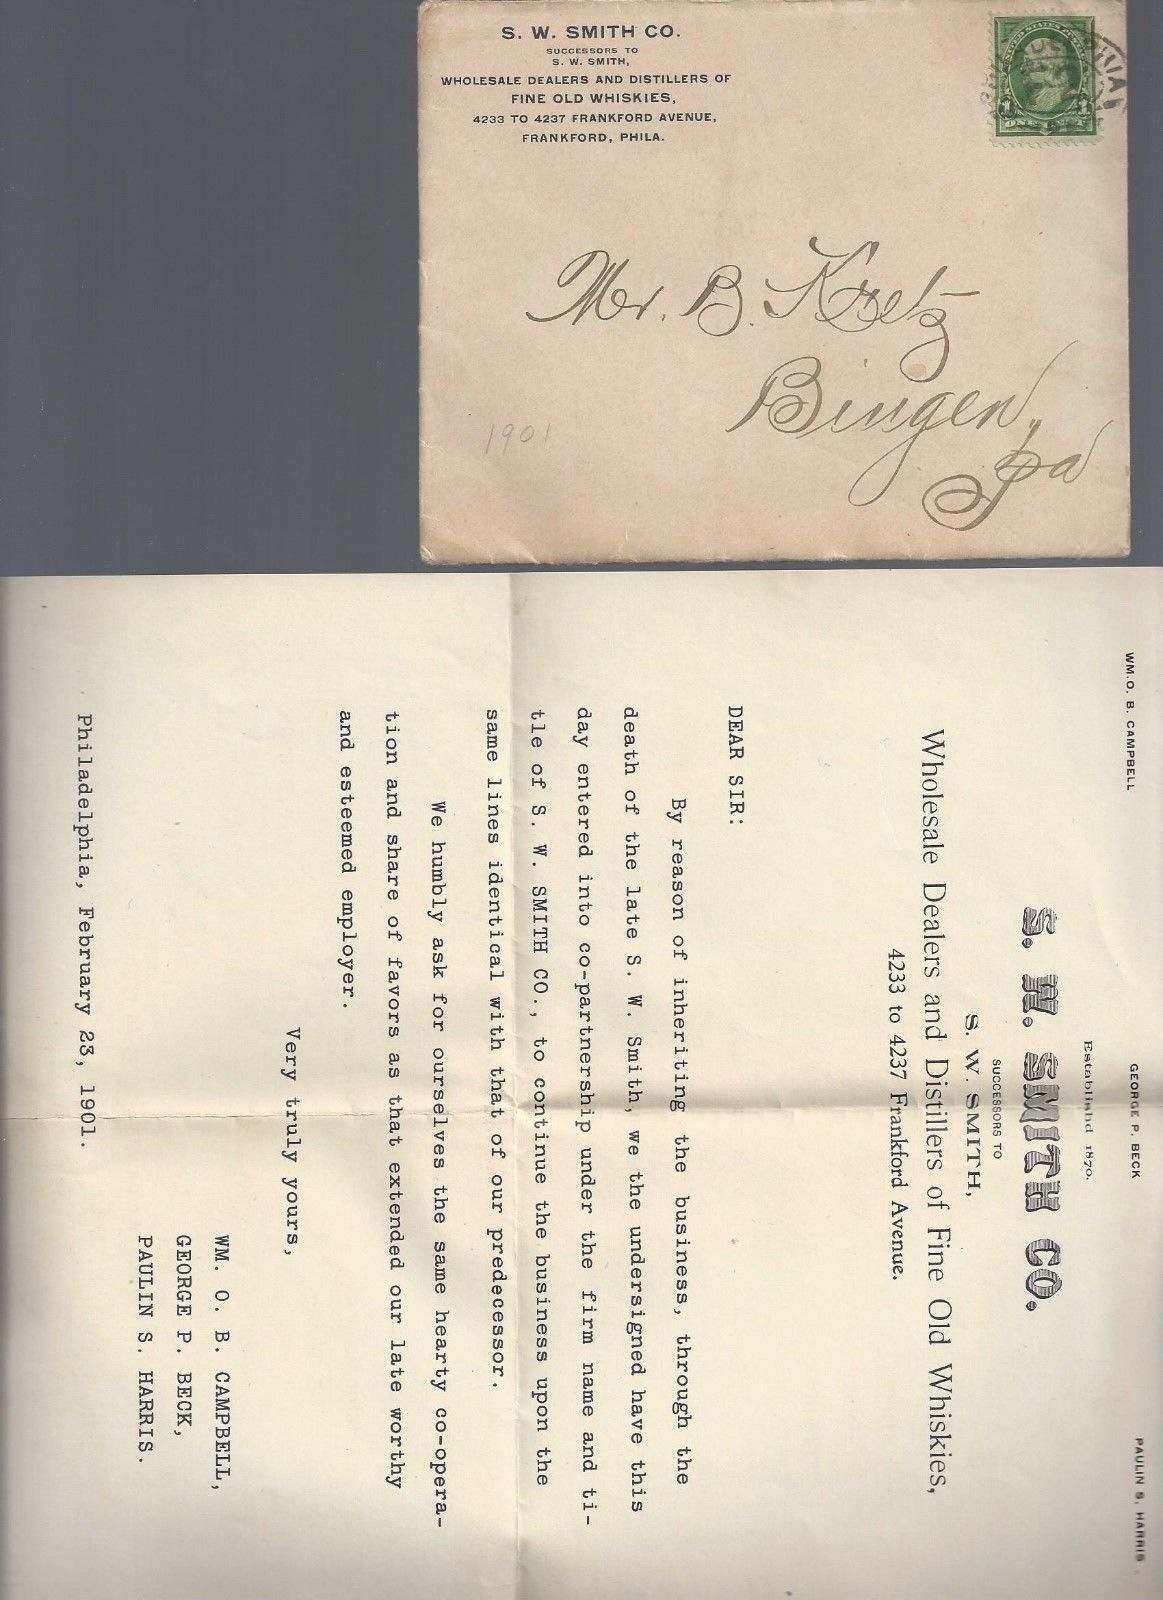 S. W. SMITH CO.
SUCCESSORS TO
S. W. SMITH,
WHOLESALE DEALERS AND DISTILLERS OF
FINE OLD WHISKIES,
4233 TO 4237 FRANKFORD AVENUE,
FRANKFORD, PHILA.
1 1
ONE CENT
Mr. B. Kretz
Bingen,
Pa
1901
WM. O. B. CAMPBELL GEORGE P. BECK PAULIN S. HARRIS
Establishd 1870.
S. W. SMITH CO.
SUCCESSORS TO
S. W. SMITH,
Wholesale Dealers and Distillers of Fine Old Whiskies,
4233 to 4237 Frankford Avenue.
DEAR SIR:
By reason of inheriting the business, through the
death of the late S. W. Smith, we the undersigned have this
day entered into co-partnership under the firm name and ti-
tle of S. W. SMITH CO., to continue the business upon the
same lines identical with that of our predecessor.
We humbly ask for ourselves the same hearty co-opera-
tion and share of favors as that extended our late worthy
and esteemed employer.
Very truly yours,
WM. O. B. CAMPBELL,
GEORGE P. BECK,
PAULIN S. HARRIS.
Philadelphia, February 23, 1901.